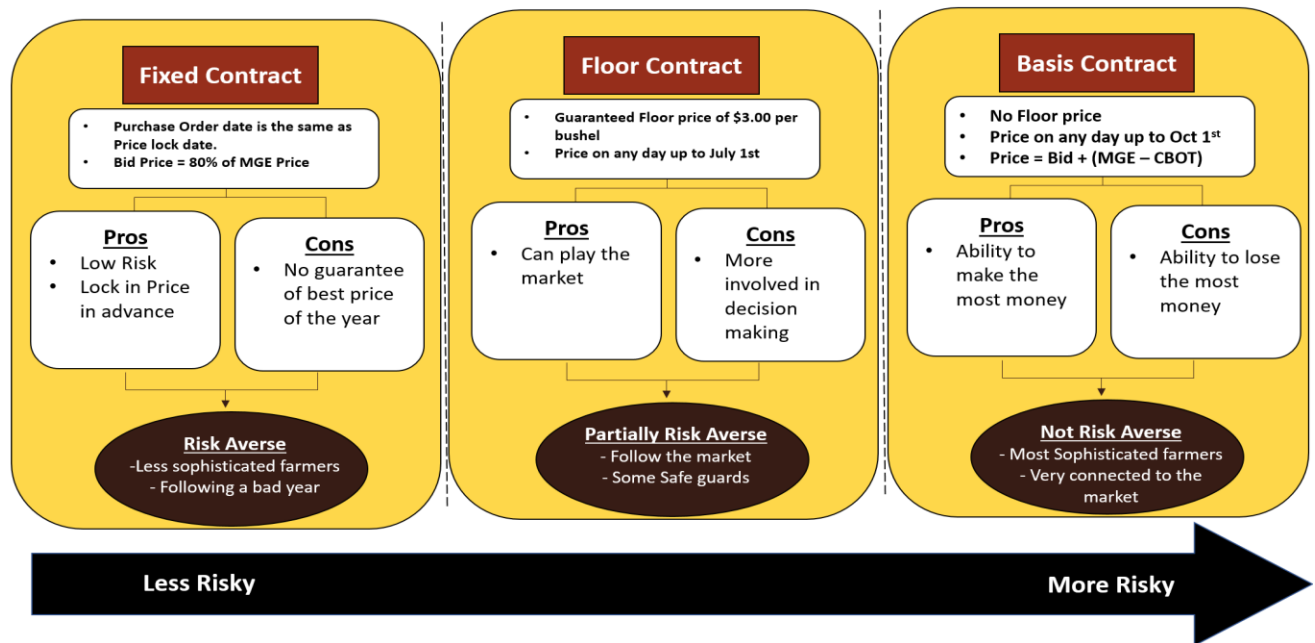 Fixed Contract
• Purchase Order date is the same as
Price lock date.
• Bid Price = 80% of MGE Price
Pros
• Low Risk
• Lock in Price
in advance
Cons
• No guarantee
of best price
of the year
Risk Averse
-Less sophisticated farmers
- Following a bad year
Floor Contract
• Guaranteed Floor price of $3.00 per
bushel
• Price on any day up to July 1st
Pros
• Can play the
market
Cons
• More
involved in
decision
making
Partially Risk Averse
- Follow the market
- Some Safe guards
Basis Contract
• No Floor price
• Price on any day up to Oct 1st
• Price = Bid + (MGE – CBOT)
Pros
• Ability to
make the
most money
Cons
• Ability to lose
the most
money
Not Risk Averse
- Most Sophisticated farmers
- Very connected to the
market
Less Risky
More Risky